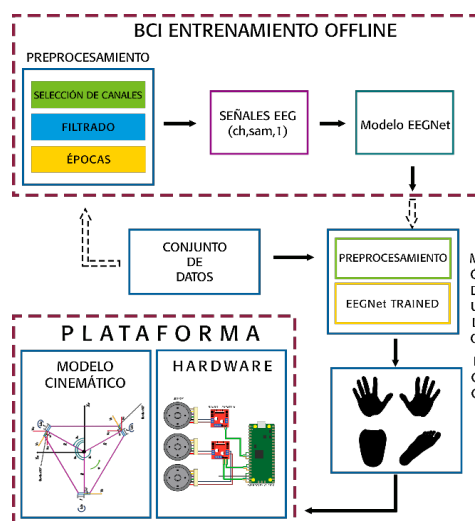 BCI ENTRENAMIENTO OFFLINE
PREPROCESAMIENTO
SELECCIÓN DE CANALES
FILTRADO
ÉPOCAS
SEÑALES EEG
(ch,sam,1)
Modelo EEGNet
CONJUNTO
DE
DATOS
PREPROCESAMIENTO
EEGNet TRAINED
PLATAFORMA
MODELO
CINEMÁTICO
HARDWARE